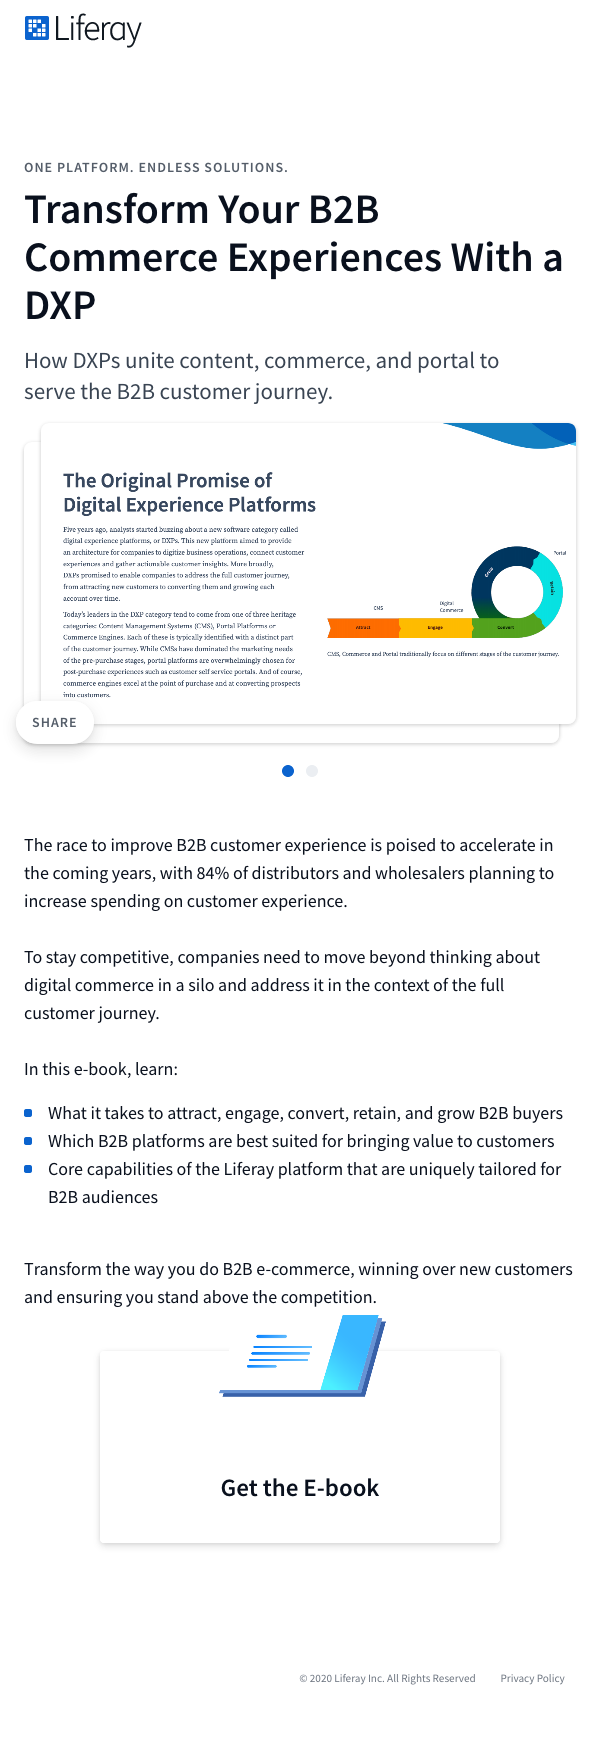 Liferay
ONE PLATFORM. ENDLESS SOLUTIONS.
Transform Your B2B
Commerce Experiences With a
DXP
How DXPs unite content, commerce, and portal to
serve the B2B customer journey.
The Original Promise of
Digital Experience Platforms
Five years ago, analysts started buzzing about a new software category called
digital experience platforms, or DXPs. This new platform aimed to provide
an architecture for companies to digitize business operations, connect customer
experiences and gather actionable customer insights. More broadly,
DXPs promised to enable companies to address the full customer journey,
from attracting new customers to converting them and growing each
account over time.
Today's leaders in the DXP category tend to come from one of three heritage
categories: Content Management Systems (CMS), Portal Platforms or
Commerce Engines. Each of these is typically identified with a distinct part
of the customer journey. While CMSs have dominated the marketing needs
of the pre-purchase stages, portal platforms are overwhelmingly chosen for
post-purchase experiences such as customer self service portals. And of course,
commerce engines excel at the point of purchase and at converting prospects
into customers.
CMS
Digital
Commerce
Portal
Attract
Engage
Convert
CMS, Commerce and Portal traditionally focus on different stages of the customer journey.
SHARE
The race to improve B2B customer experience is poised to accelerate in
the coming years, with 84% of distributors and wholesalers planning to
increase spending on customer experience.
To stay competitive, companies need to move beyond thinking about
digital commerce in a silo and address it in the context of the full
customer journey.
In this e-book, learn:
What it takes to attract, engage, convert, retain, and grow B2B buyers
Which B2B platforms are best suited for bringing value to customers
Core capabilities of the Liferay platform that are uniquely tailored for
B2B audiences
Transform the way you do B2B e-commerce, winning over new customers
and ensuring you stand above the competition.
Get the E-book
© 2020 Liferay Inc. All Rights Reserved Privacy Policy